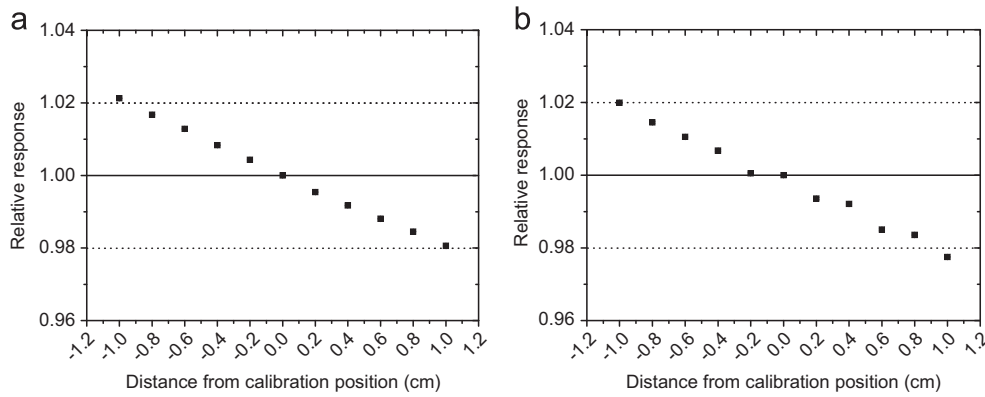 a
1.04
1.02
1.00
0.98
0.96
Relative response
-1.2 -1.0 -0.8 -0.6 -0.4 -0.2 0.0 0.2 0.4 0.6 0.8 1.0 1.2
Distance from calibration position (cm)
b
1.04
1.02
1.00
0.98
0.96
Relative response
-1.2 -1.0 -0.8 -0.6 -0.4 -0.2 0.0 0.2 0.4 0.6 0.8 1.0 1.2
Distance from calibration position (cm)